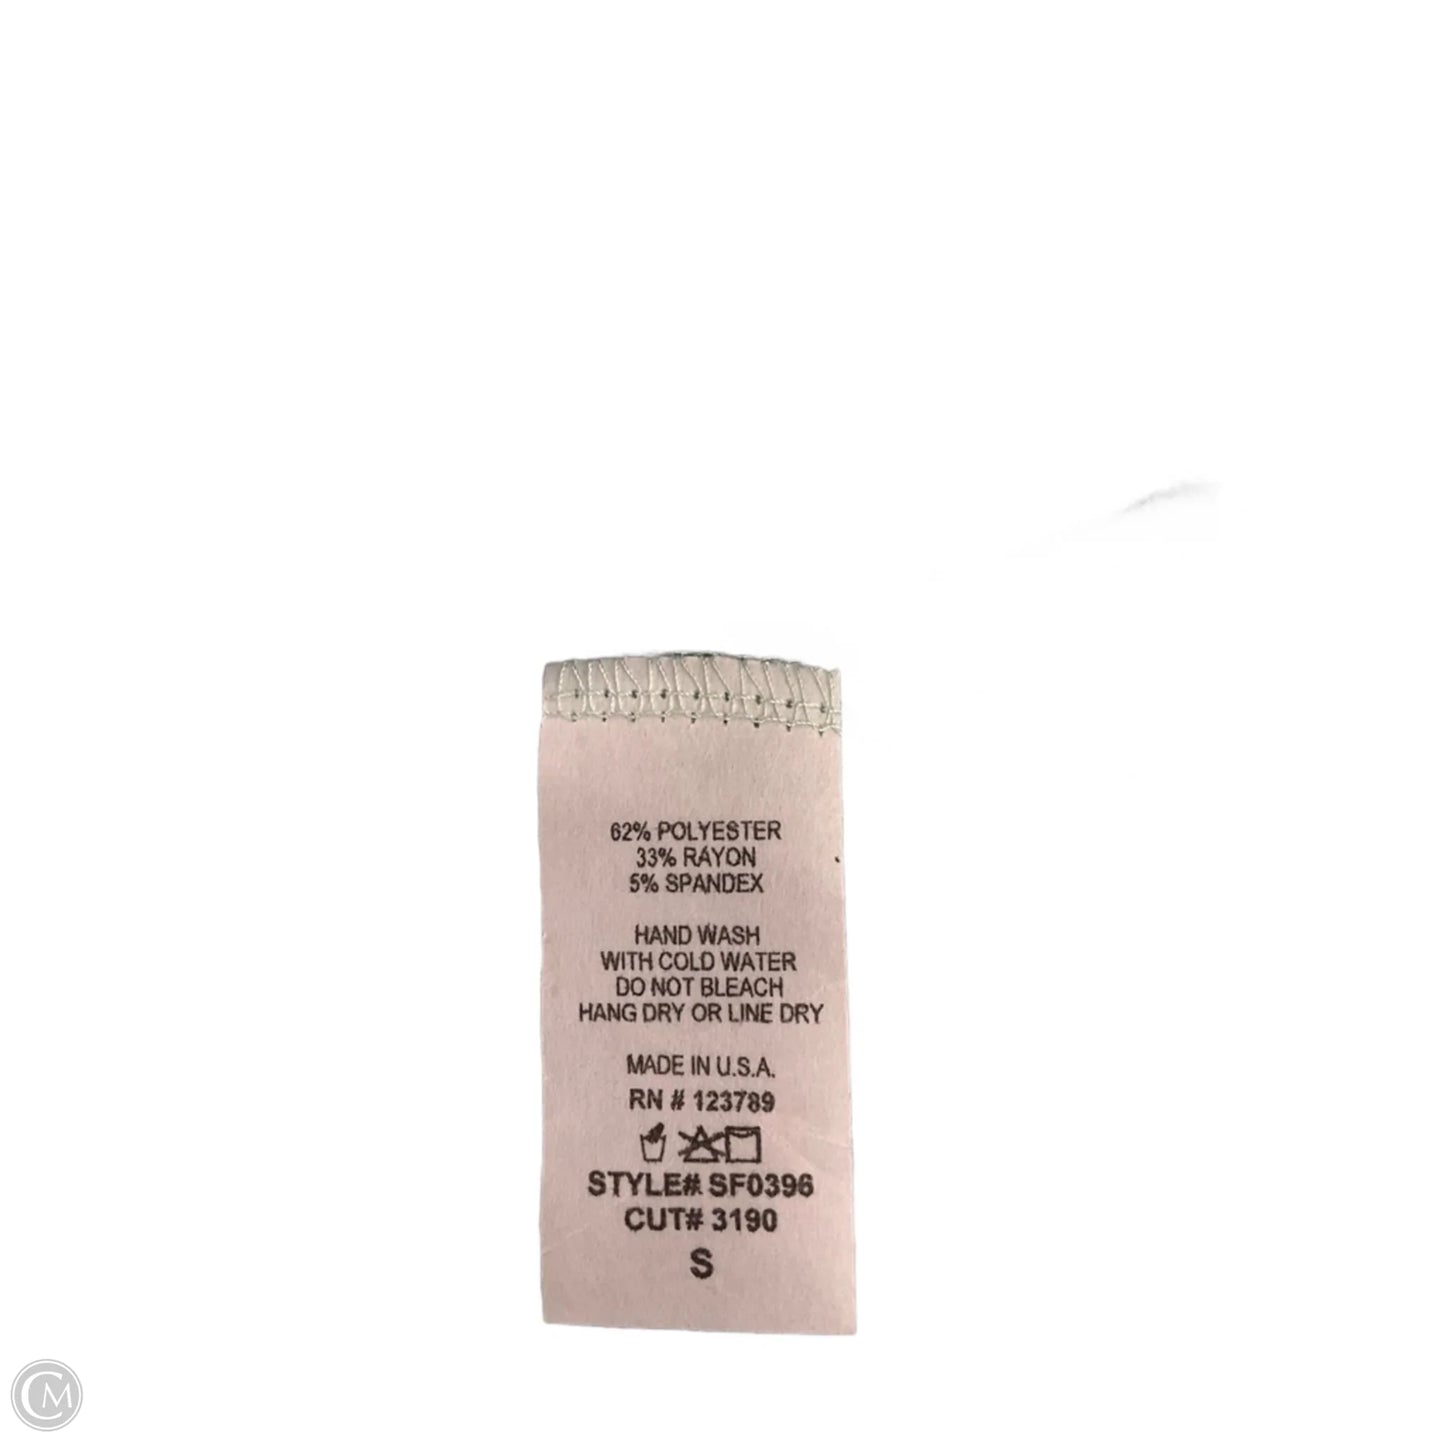 62% POLYESTER
33% RAYON
5% SPANDEX
HAND WASH
WITH COLD WATER
DO NOT BLEACH
HANG DRY OR LINE DRY
MADE IN U.S.A.
RN # 123789
STYLE# SF0396
CUT# 3190
S
CM